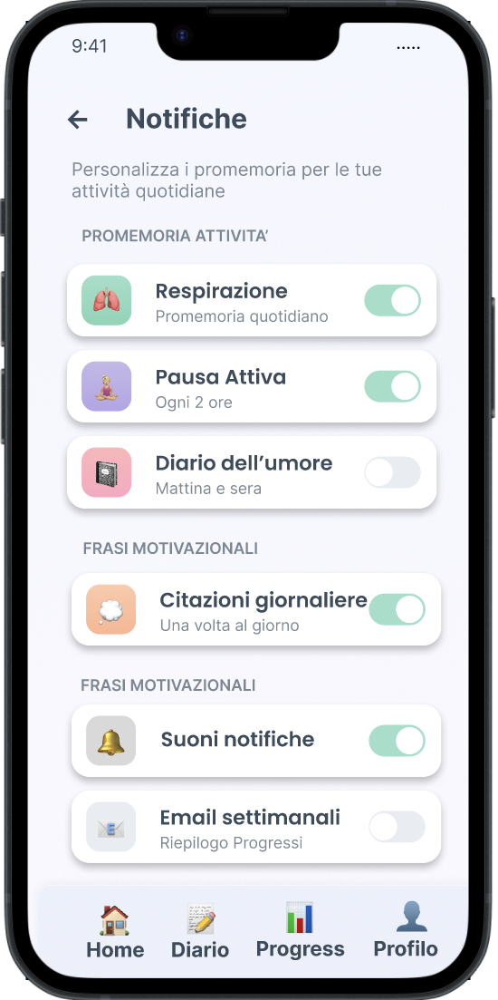 9:41
Notifiche
Personalizza i promemoria per le tue
attività quotidiane
PROMEMORIA ATTIVITA’
Respirazione
Promemoria quotidiano
Pausa Attiva
Ogni 2 ore
Diario dell’umore
Mattina e sera
FRASI MOTIVAZIONALI
Citazioni giornaliere
Una volta al giorno
FRASI MOTIVAZIONALI
Suoni notifiche
Email settimanali
Riepilogo Progressi
Home
Diario
Progress
Profilo